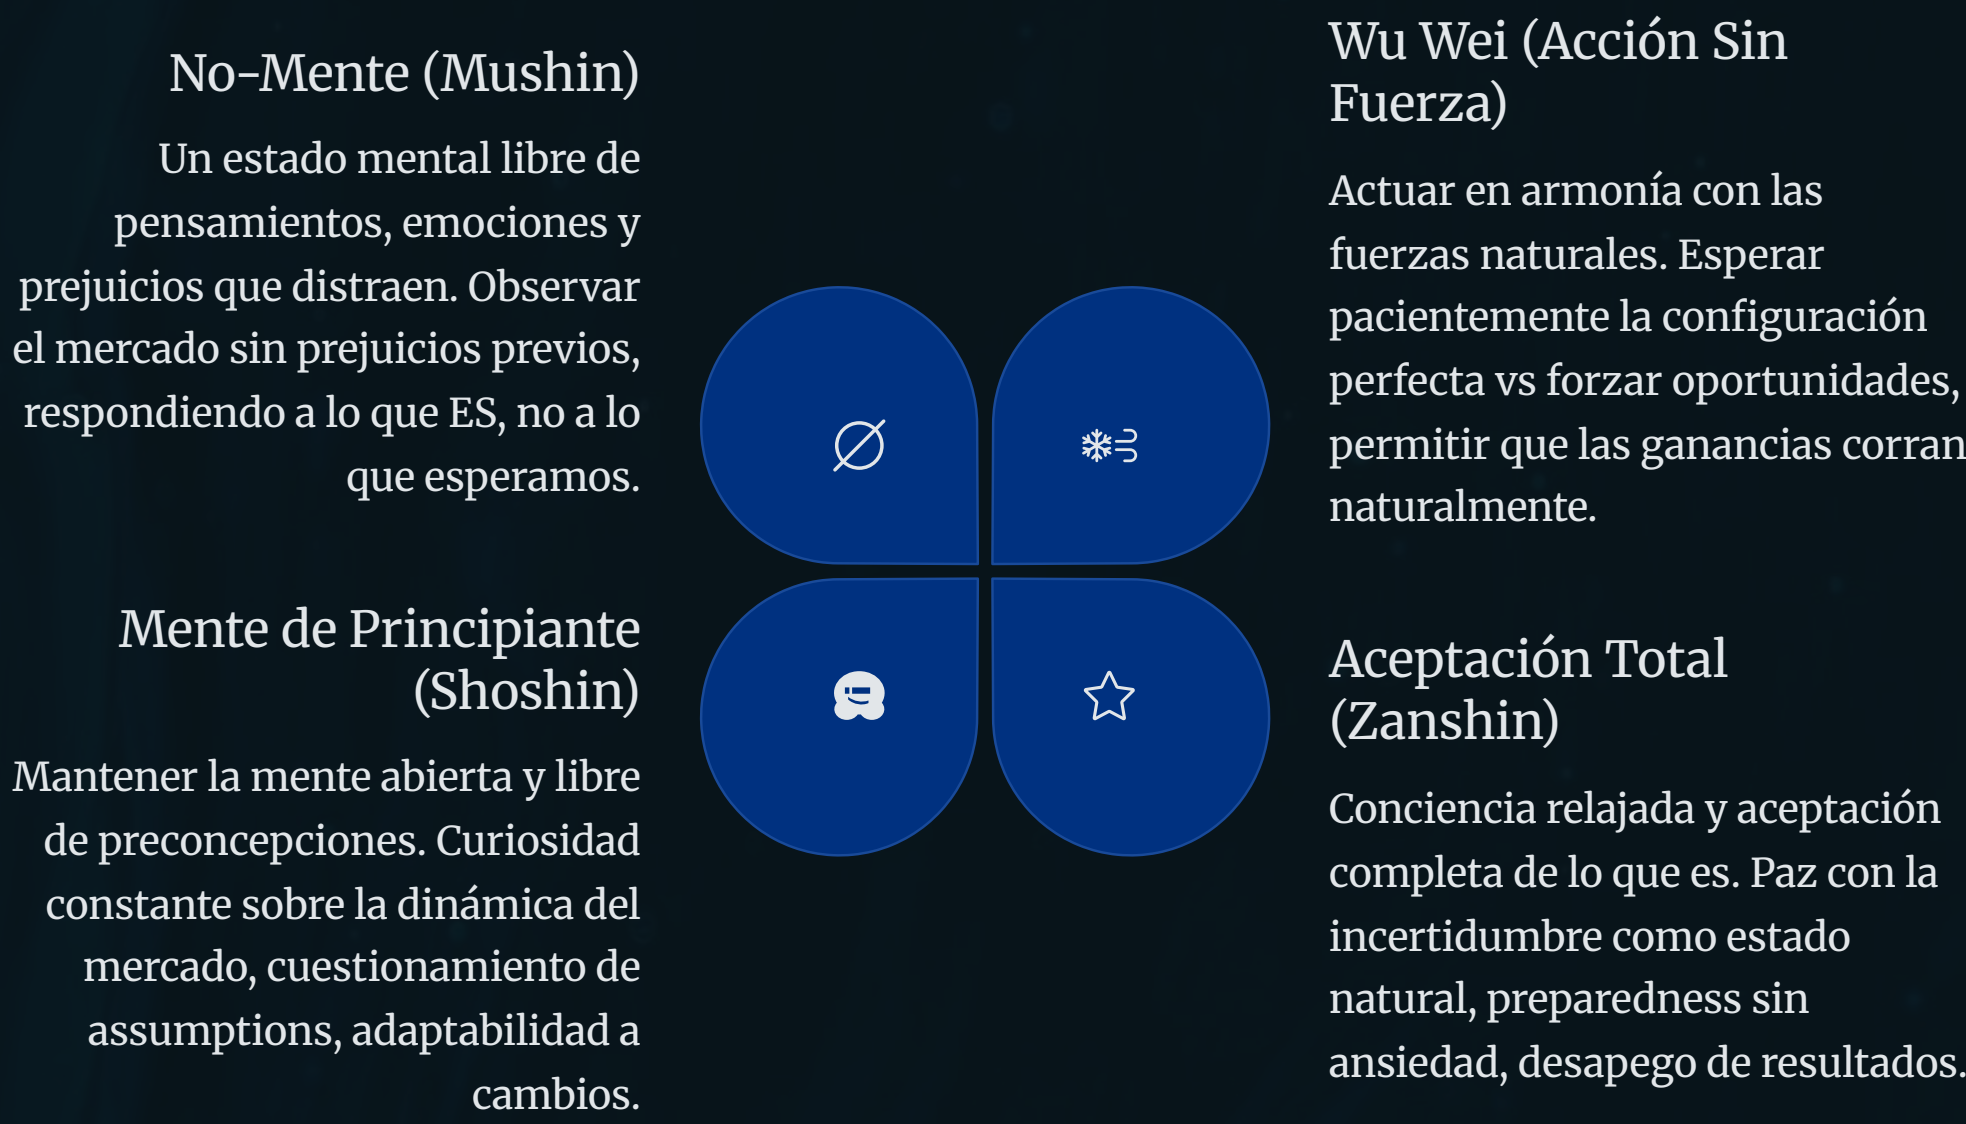 No-Mente (Mushin)
Un estado mental libre de
pensamientos, emociones y
prejuicios que distraen. Observar
el mercado sin prejuicios previos,
respondiendo a lo que ES, no a lo
que esperamos.
Wu Wei (Acción Sin
Fuerza)
Actuar en armonía con las
fuerzas naturales. Esperar
pacientemente la configuración
perfecta vs forzar oportunidades,
permitir que las ganancias corran
naturalmente.
Mente de Principiante
(Shoshin)
Mantener la mente abierta y libre
de preconcepciones. Curiosidad
constante sobre la dinámica del
mercado, cuestionamiento de
assumptions, adaptabilidad a
cambios.
Aceptación Total
(Zanshin)
Conciencia relajada y aceptación
completa de lo que es. Paz con la
incertidumbre como estado
natural, preparedness sin
ansiedad, desapego de resultados.